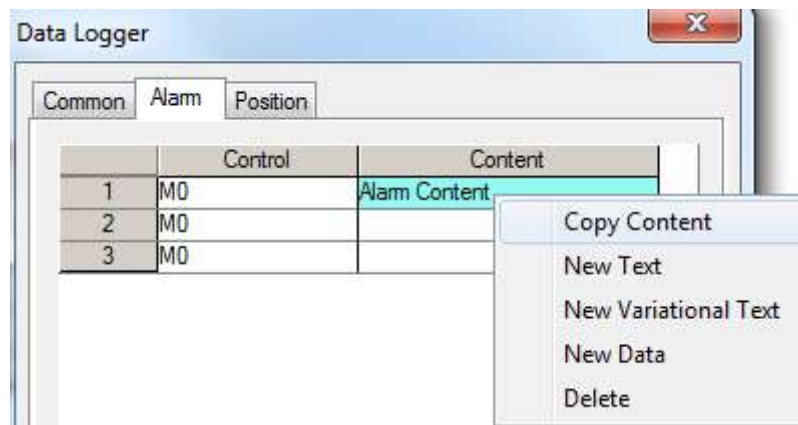 Data Logger
Common Alarm Position
Control Content
1 M0 Alarm Content
2 M0
3 M0
Copy Content
New Text
New Variational Text
New Data
Delete